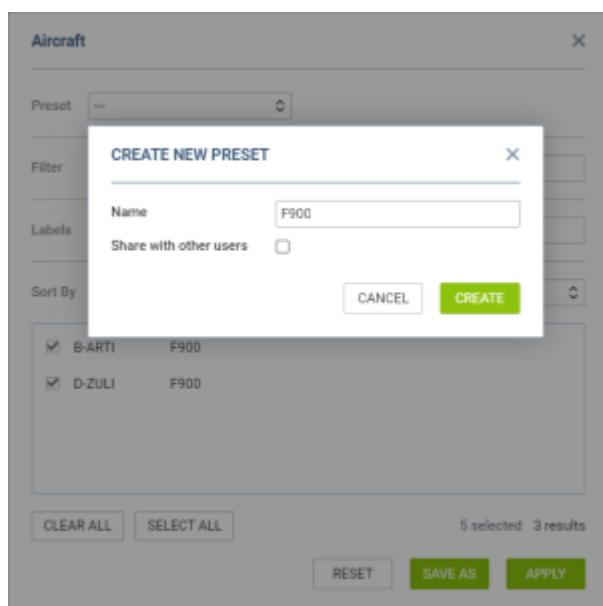 Aircraft
Preset ---
CREATE NEW PRESET
Filter
Name F900
Labels
Share with other users
Sort By
CANCEL CREATE
B-ARTI F900
D-ZULI F900
CLEAR ALL SELECT ALL 5 selected 3 results
RESET SAVE AS APPLY